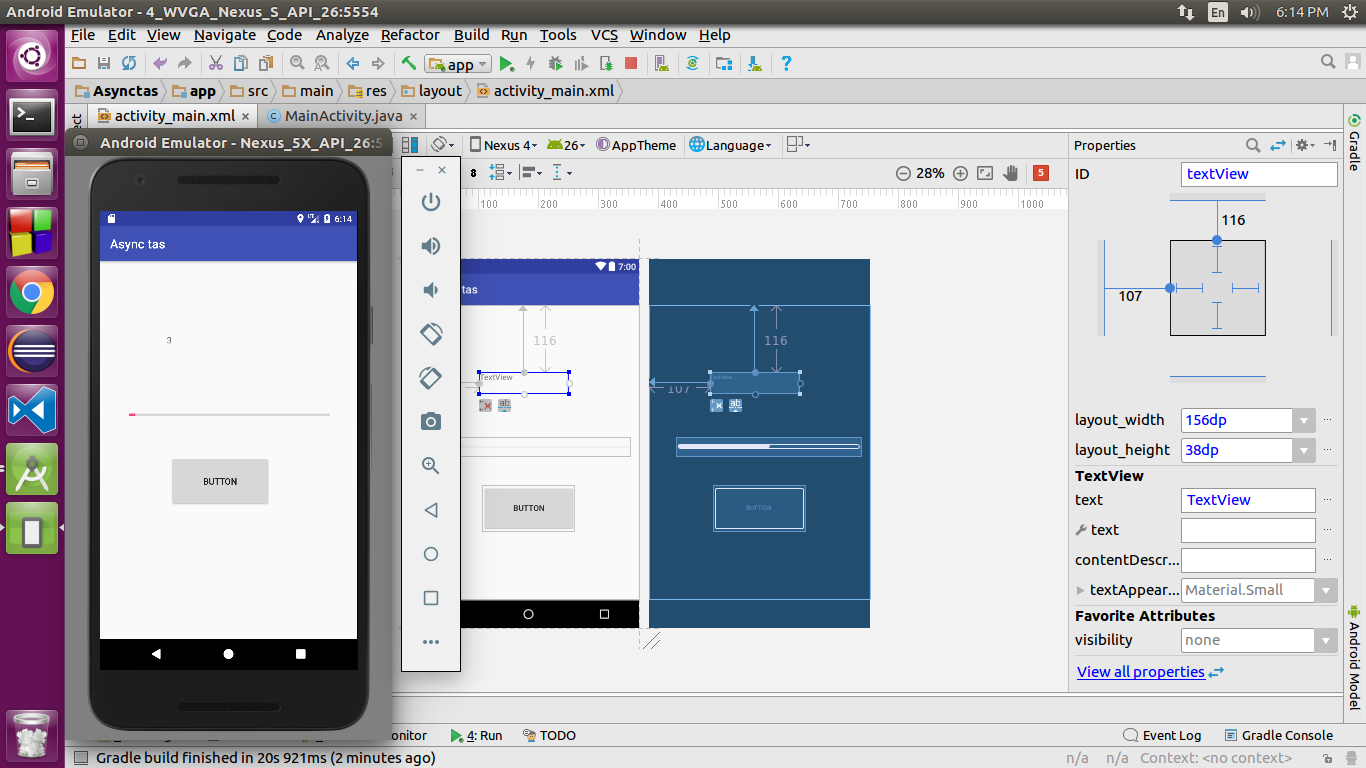 Android Emulator - 4_WVGA_Nexus_S_API_26:5554
En
6:14 PM
File Edit View Navigate Code Analyze Refactor Build Run Tools VCS Window Help
app
Asynctas app src main res layout activity_main.xml
activity_main.xml × MainActivity.java ×
Android Emulator - Nexus_5X_API_26:5
Nexus 4 26 AppTheme Language
8 28% 5
100 200 300 400 500 600 700 800 900 1000
6:14
Async tas
3
BUTTON
7:00
tas
116
TextView
ab
BUTTON
116
107
ab
BUTTON
Properties
ID textView
116
107
layout_width 156dp
layout_height 38dp
TextView
text TextView
text
contentDescr...
textAppear... Material.Small
Favorite Attributes
visibility none
View all properties
Gradle
Android Model
onitor 4: Run TODO Event Log Gradle Console
Gradle build finished in 20s 921ms (2 minutes ago)
n/a n/a Context: <no context>